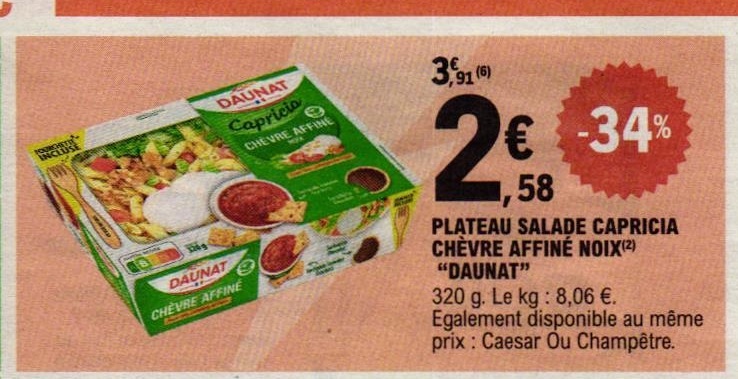 FOURCHETTE
INCLUSE
DAUNAT
Capricia
CHÈVRE AFFINÉ
NOIX
DAUNAT
CHÈVRE AFFINÉ
3€,91 (6)
2€,58
-34%
PLATEAU SALADE CAPRICIA
CHÈVRE AFFINÉ NOIX(2)
“DAUNAT”
320 g. Le kg : 8,06 €.
Egalement disponible au même
prix : Caesar Ou Champêtre.